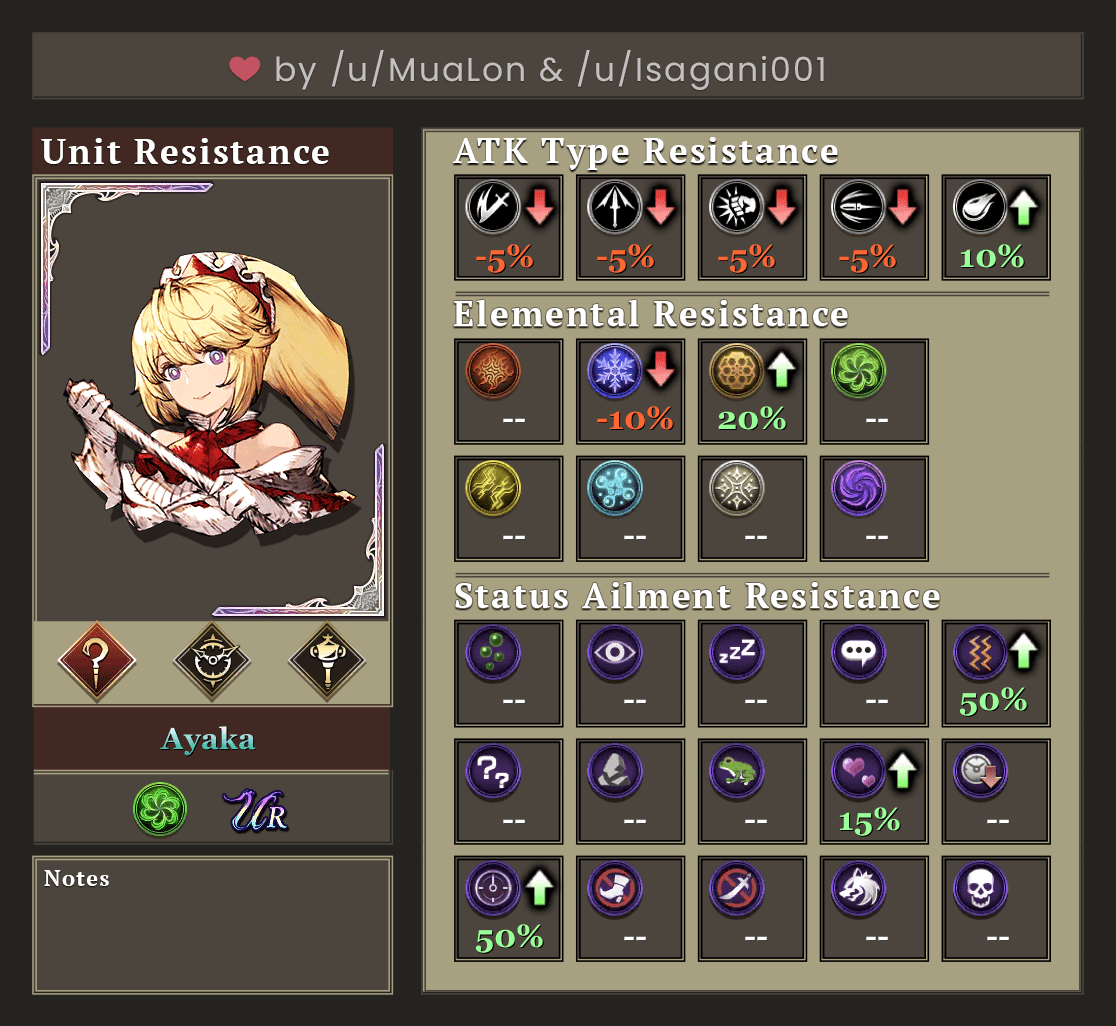 by /u/MuaLon & /u/Isagani001
Unit Resistance
Ayaka
UR
Notes
ATK Type Resistance
-5% -5% -5% -5% 10%
Elemental Resistance
-- -10% 20% --
-- -- -- --
Status Ailment Resistance
zzZ
-- -- -- -- 50%
??
-- -- -- 15% --
50% -- -- -- --